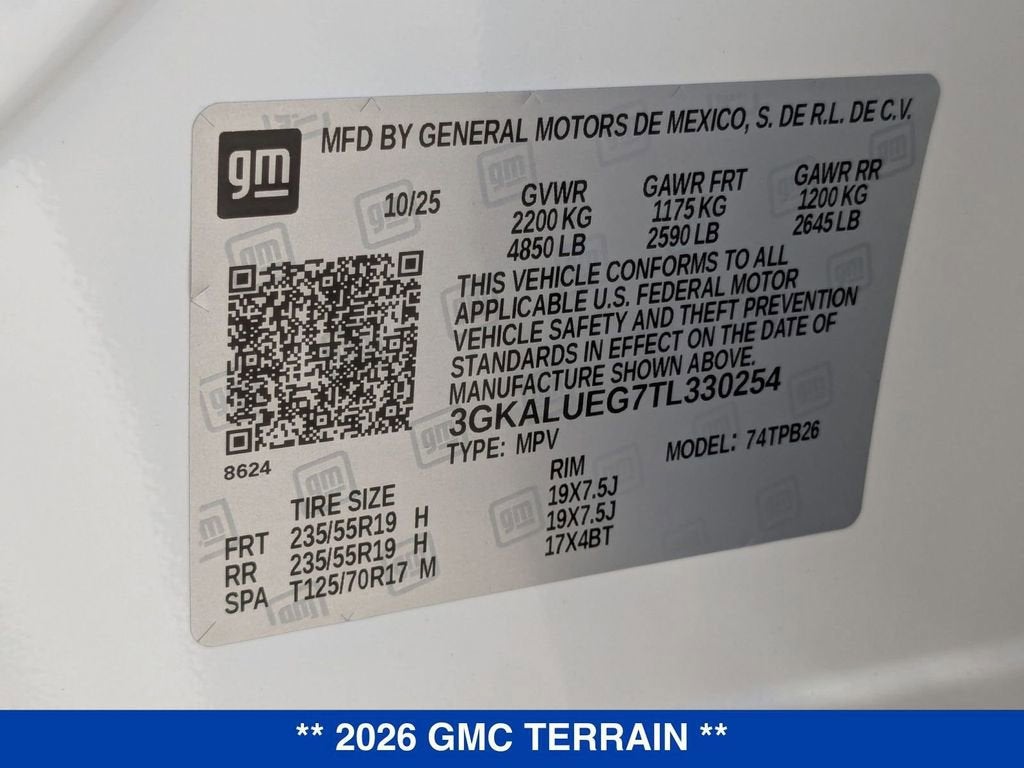 gm
MFD BY GENERAL MOTORS DE MEXICO, S. DE R.L. DE C.V.
10/25
GVWR GAWR FRT GAWR RR
2200 KG 1175 KG 1200 KG
4850 LB 2590 LB 2645 LB
THIS VEHICLE CONFORMS TO ALL
APPLICABLE U.S. FEDERAL MOTOR
VEHICLE SAFETY AND THEFT PREVENTION
STANDARDS IN EFFECT ON THE DATE OF
MANUFACTURE SHOWN ABOVE.
3GKALUEG7TL330254
TYPE: MPV MODEL: 74TPB26
8624
TIRE SIZE RIM
FRT 235/55R19 H 19X7.5J
RR 235/55R19 H 19X7.5J
SPA T125/70R17 M 17X4BT
** 2026 GMC TERRAIN **